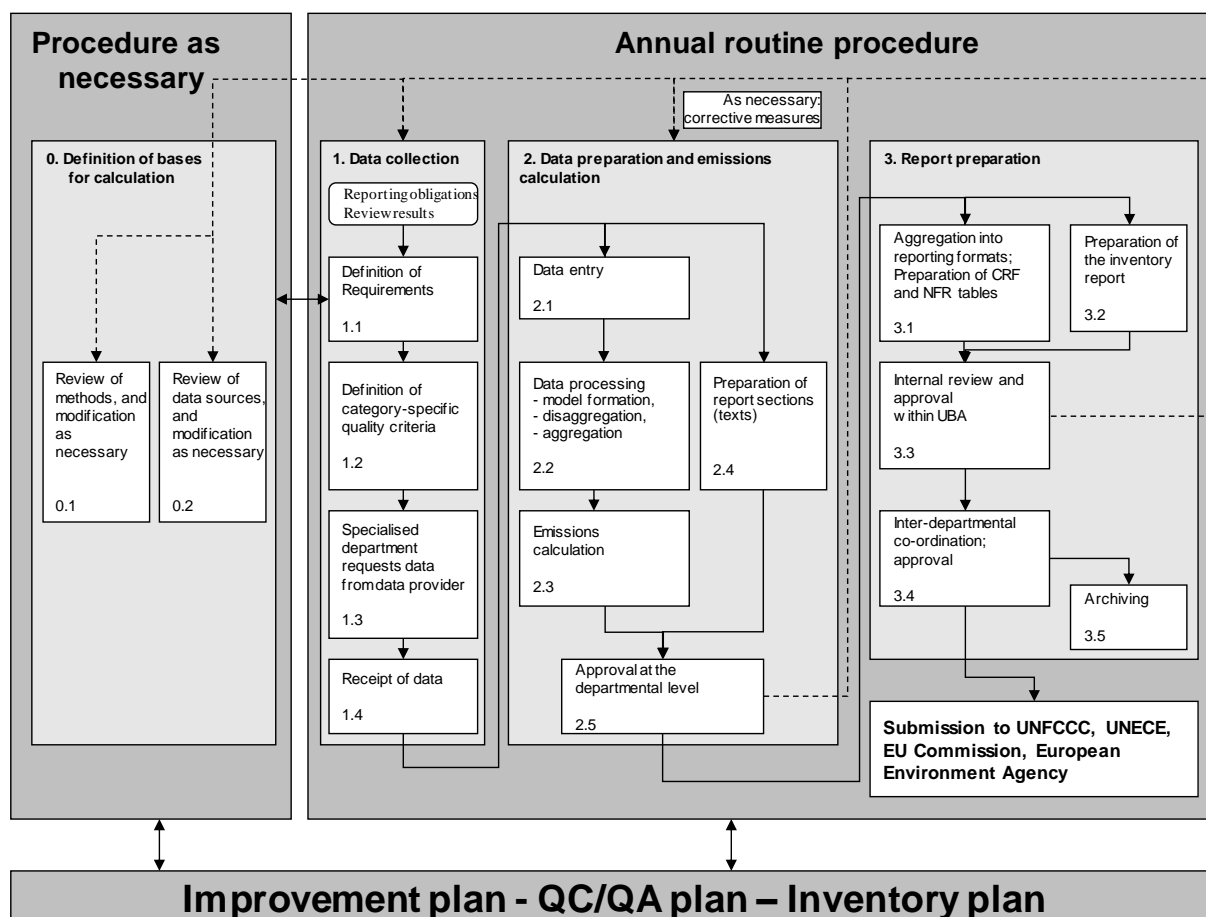 Procedure as
necessary
Annual routine procedure
As necessary:
corrective measures
0. Definition of bases
for calculation
Review of
methods, and
modification
as
necessary
0.1
Review of
data sources,
and
modification
as necessary
0.2
1. Data collection
Reporting obligations
Review results
Definition of
Requirements
1.1
Definition of
category-specific
quality criteria
1.2
Specialised
department
requests data
from data provider
1.3
Receipt of data
1.4
2. Data preparation and emissions
calculation
Data entry
2.1
Data processing
- model formation,
- disaggregation,
- aggregation
2.2
Emissions
calculation
2.3
Preparation of
report sections
(texts)
2.4
Approval at the
departmental level
2.5
3. Report preparation
Aggregation into
reporting formats;
Preparation of CRF
and NFR tables
3.1
Preparation of
the inventory
report
3.2
Internal review and
approval
within UBA
3.3
Inter-departmental
co-ordination;
approval
3.4
Archiving
3.5
Submission to UNFCCC, UNECE,
EU Commission, European
Environment Agency
Improvement plan - QC/QA plan – Inventory plan